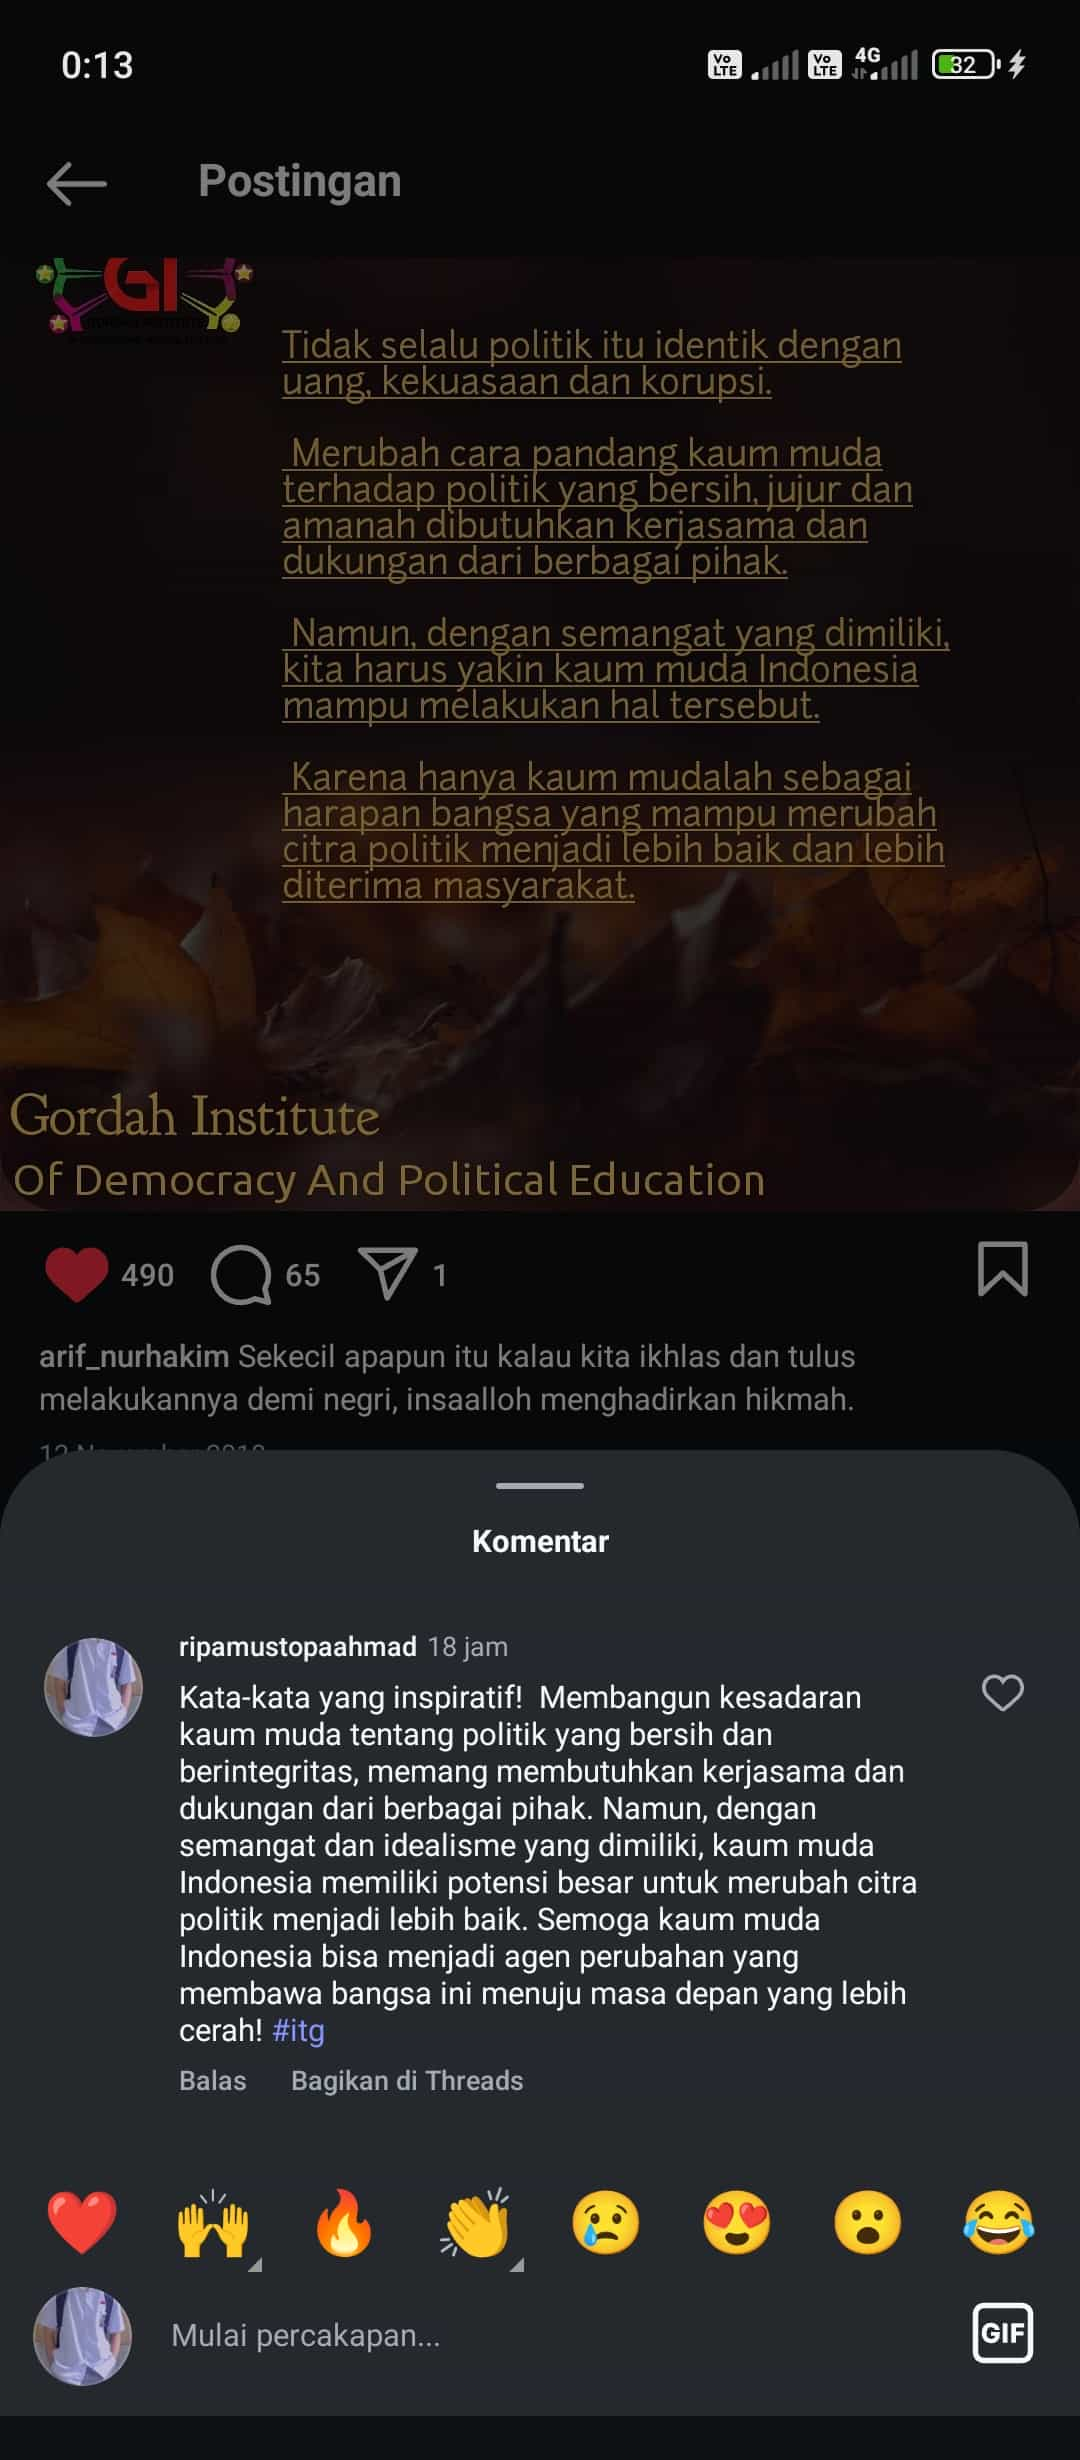 0:13
Vo LTE
Vo LTE
4G
32
Postingan
GI
Tidak selalu politik itu identik dengan
uang, kekuasaan dan korupsi.
Merubah cara pandang kaum muda
terhadap politik yang bersih, jujur dan
amanah dibutuhkan kerjasama dan
dukungan dari berbagai pihak.
Namun, dengan semangat yang dimiliki,
kita harus yakin kaum muda Indonesia
mampu melakukan hal tersebut.
Karena hanya kaum mudalah sebagai
harapan bangsa yang mampu merubah
citra politik menjadi lebih baik dan lebih
diterima masyarakat.
Gordah Institute
Of Democracy And Political Education
490 65 1
arif_nurhakim Sekecil apapun itu kalau kita ikhlas dan tulus
melakukannya demi negri, insaalloh menghadirkan hikmah.
Komentar
ripamustopaahmad 18 jam
Kata-kata yang inspiratif! Membangun kesadaran
kaum muda tentang politik yang bersih dan
berintegritas, memang membutuhkan kerjasama dan
dukungan dari berbagai pihak. Namun, dengan
semangat dan idealisme yang dimiliki, kaum muda
Indonesia memiliki potensi besar untuk merubah citra
politik menjadi lebih baik. Semoga kaum muda
Indonesia bisa menjadi agen perubahan yang
membawa bangsa ini menuju masa depan yang lebih
cerah! #itg
Balas Bagikan di Threads
Mulai percakapan...
GIF